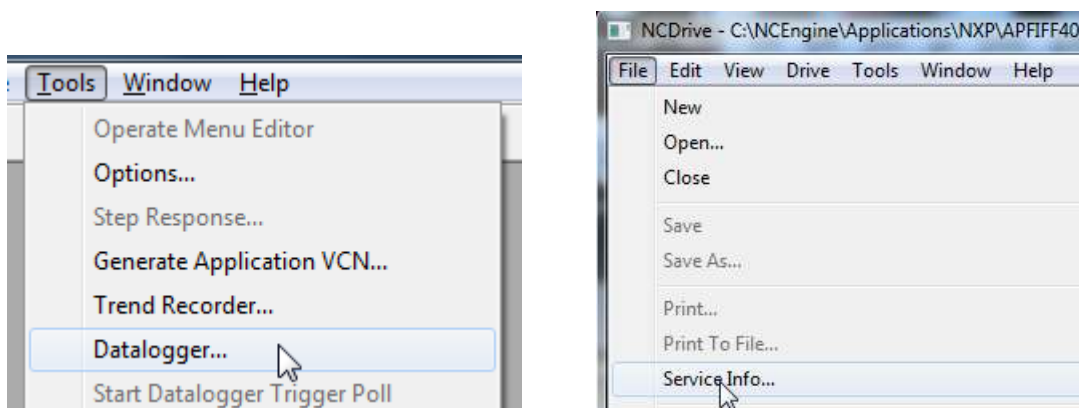 Tools Window Help
Operate Menu Editor
Options...
Step Response...
Generate Application VCN...
Trend Recorder...
Datalogger...
Start Datalogger Trigger Poll
NCDrive - C:\NCEngine\Applications\NXP\APFIFF40
File Edit View Drive Tools Window Help
New
Open...
Close
Save
Save As...
Print...
Print To File...
Service Info...